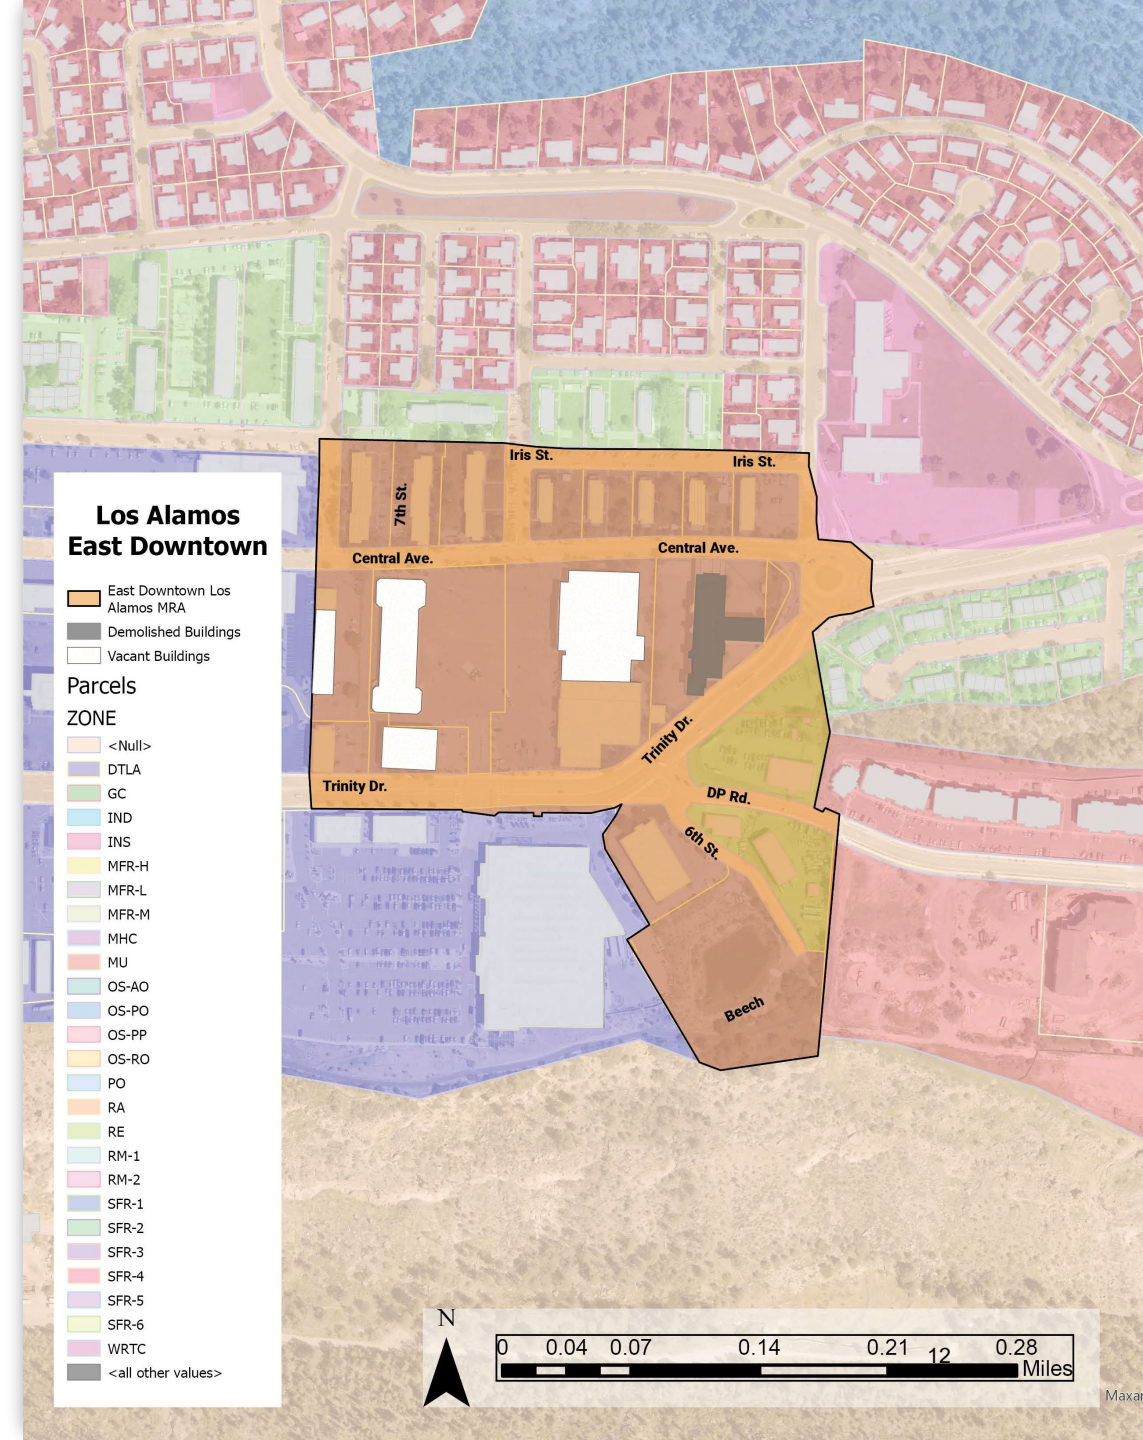 Iris St.
Iris St.
7th St.
Central Ave.
Central Ave.
Trinity Dr.
Trinity Dr.
DP Rd.
6th St.
Beech
Los Alamos
East Downtown
East Downtown Los
Alamos MRA
Demolished Buildings
Vacant Buildings
Parcels
ZONE
<Null>
DTLA
GC
IND
INS
MFR-H
MFR-L
MFR-M
MHC
MU
OS-AO
OS-PO
OS-PP
OS-RO
PO
RA
RE
RM-1
RM-2
SFR-1
SFR-2
SFR-3
SFR-4
SFR-5
SFR-6
WRTC
<all other values>
N
0 0.04 0.07 0.14 0.21 0.28
12
Miles
Maxar